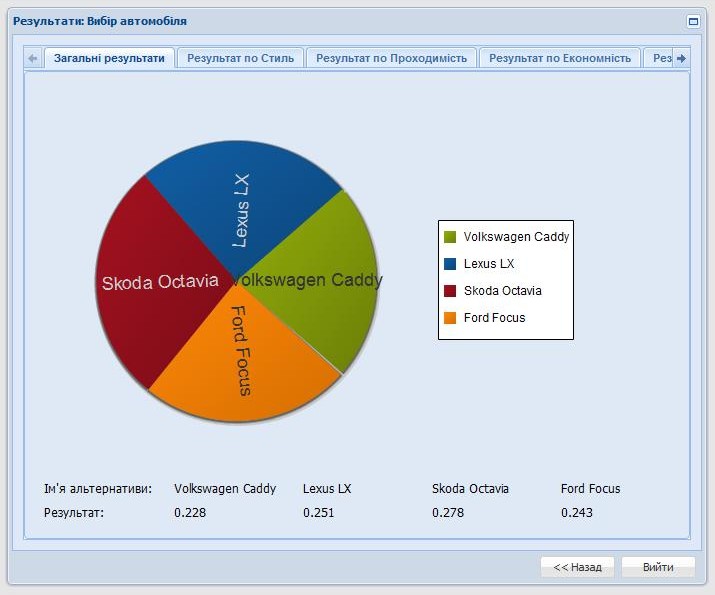 Результати: Вибір автомобіля
Загальні результати Результат по Стиль Результат по Проходимість Результат по Економність Рез
Lexus LX
Skoda Octavia
Volkswagen Caddy
Ford Focus
Volkswagen Caddy
Lexus LX
Skoda Octavia
Ford Focus
Ім'я альтернативи: Volkswagen Caddy Lexus LX Skoda Octavia Ford Focus
Результат: 0.228 0.251 0.278 0.243
<< Назад Вийти